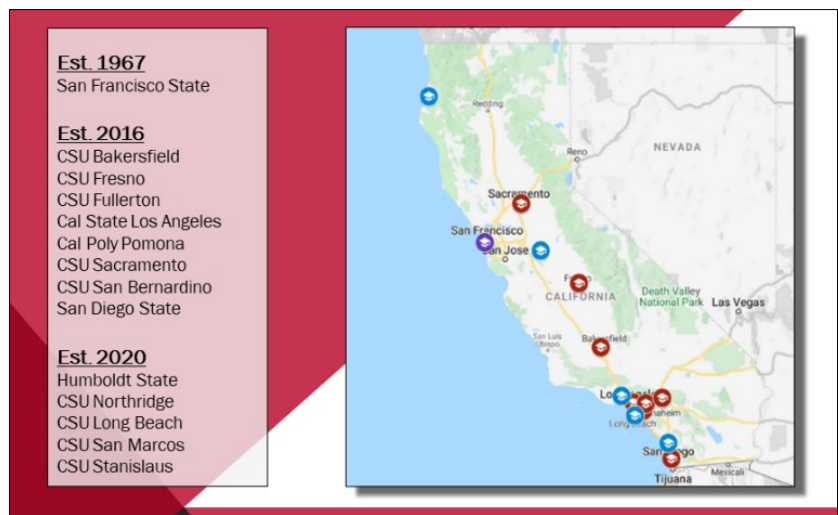 Est. 1967
San Francisco State
Est. 2016
CSU Bakersfield
CSU Fresno
CSU Fullerton
Cal State Los Angeles
Cal Poly Pomona
CSU Sacramento
CSU San Bernardino
San Diego State
Est. 2020
Humboldt State
CSU Northridge
CSU Long Beach
CSU San Marcos
CSU Stanislaus
Redding
Reno
NEVADA
Sacramento
San Francisco
San Jose
CALIFORNIA
Death Valley
National Park
Las Vegas
San Luis
Obispo
Bakersfield
Long Beach
Tijuana
Mexicali